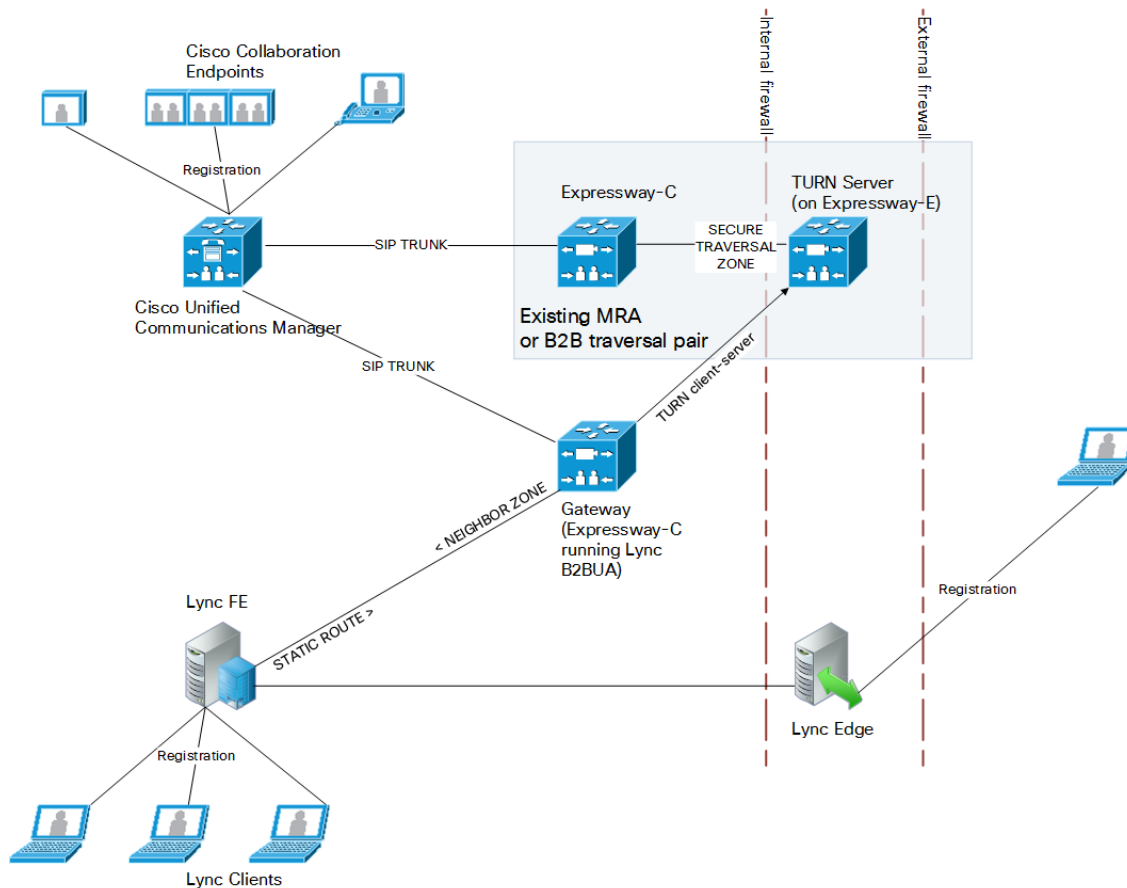 Internal firewall
External firewall
Cisco Collaboration
Endpoints
Registration
Expressway-C
TURN Server
(on Expressway-E)
SIP TRUNK
SECURE
TRAVERSAL
ZONE
Cisco Unified
Communications Manager
Existing MRA
or B2B traversal pair
SIP TRUNK
TURN client-server
Gateway
(Expressway-C
running Lync
B2BUA)
< NEIGHBOR ZONE
STATIC ROUTE >
Lync FE
Registration
Lync Edge
Registration
Lync Clients